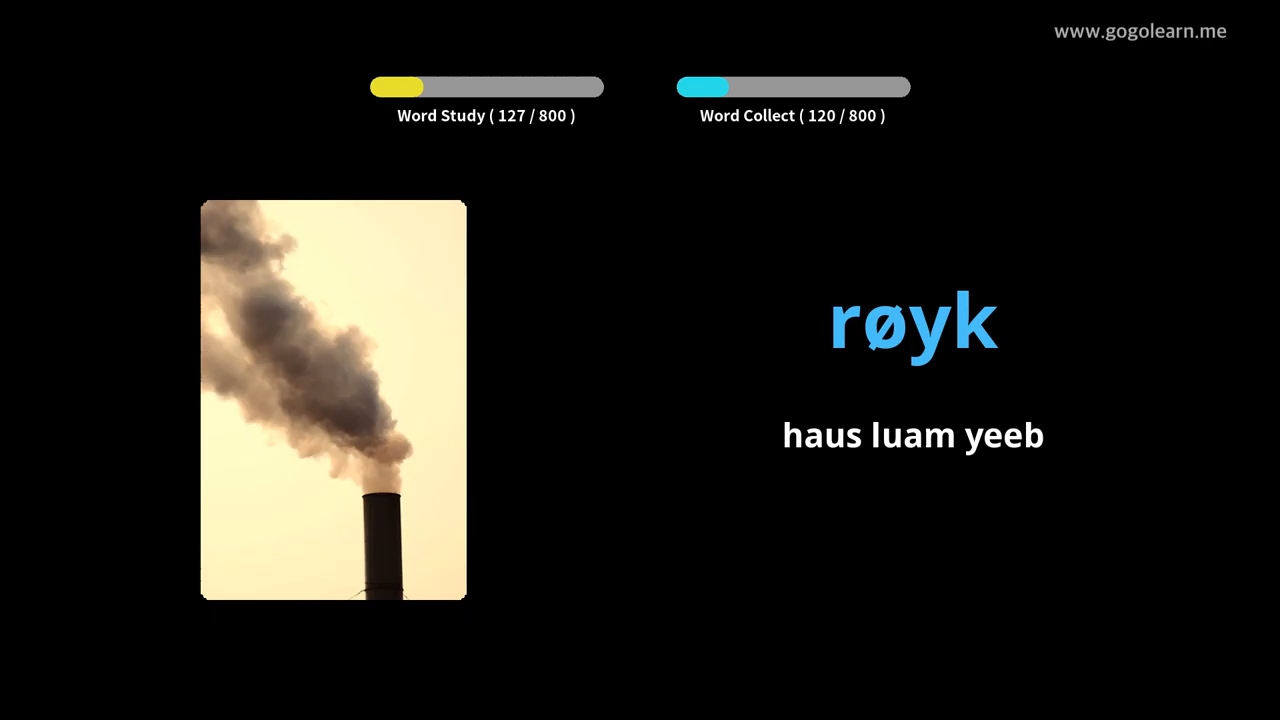 www.gogolearn.me
Word Study ( 127 / 800 )
Word Collect ( 120 / 800 )
røyk
haus luam yeeb